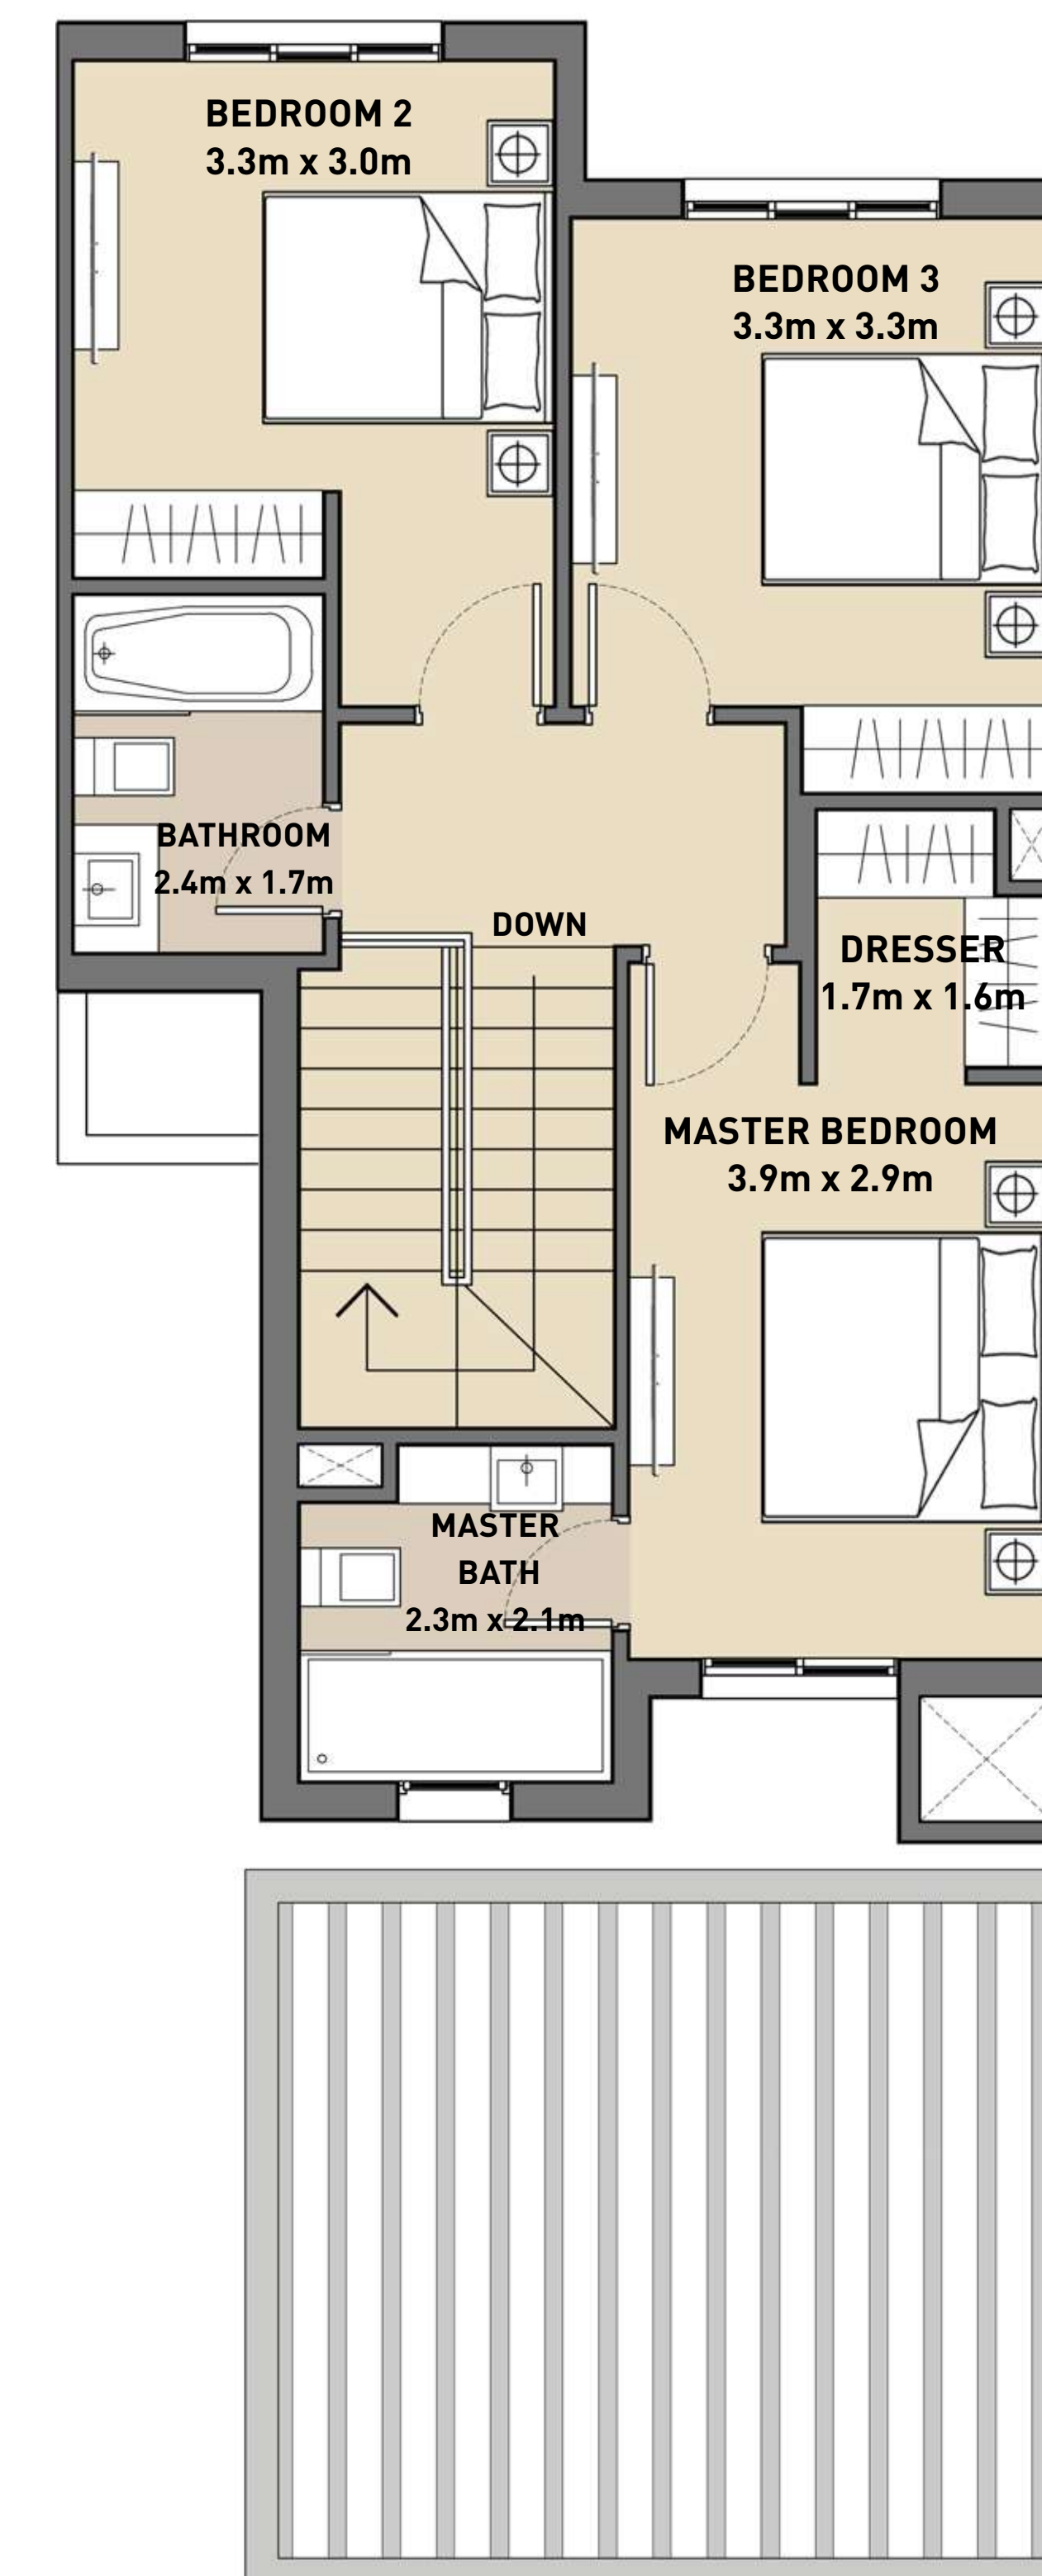 BEDROOM 2
3.3m x 3.0m
BEDROOM 3
3.3m x 3.3m
BATHROOM
2.4m x 1.7m
DOWN
DRESSER
1.7m x 1.6m
MASTER BEDROOM
3.9m x 2.9m
MASTER
BATH
2.3m x 2.1m